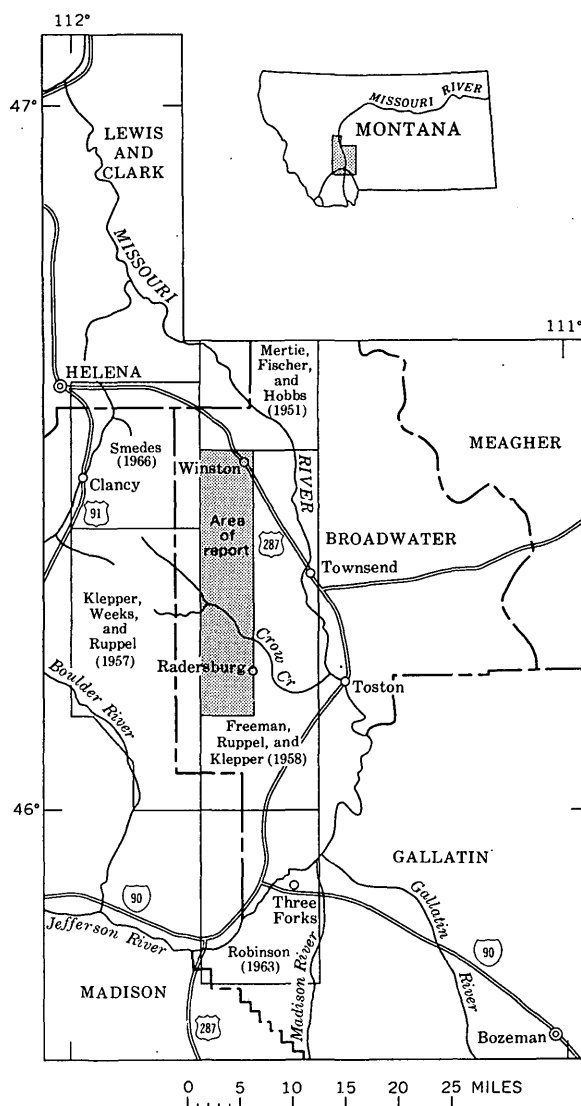 112°
47°
LEWIS
AND
CLARK
MISSOURI
MISSOURI RIVER
MONTANA
111°
HELENA
Mertie,
Fischer,
and
Hobbs
(1951)
MEAGHER
Smedes
(1966)
Winston
RIVER
Clancy
91
Area
of
report
287
BROADWATER
Townsend
Klepper,
Weeks,
and
Ruppel
(1957)
Crow Cr
Boulder River
Radersburg
Toston
Freeman,
Ruppel, and
Klepper (1958)
46°
GALLATIN
90
Three
Forks
Gallatin
River
Jefferson River
Robinson
(1963)
Madison River
90
MADISON
287
Bozeman
0 5 10 15 20 25 MILES